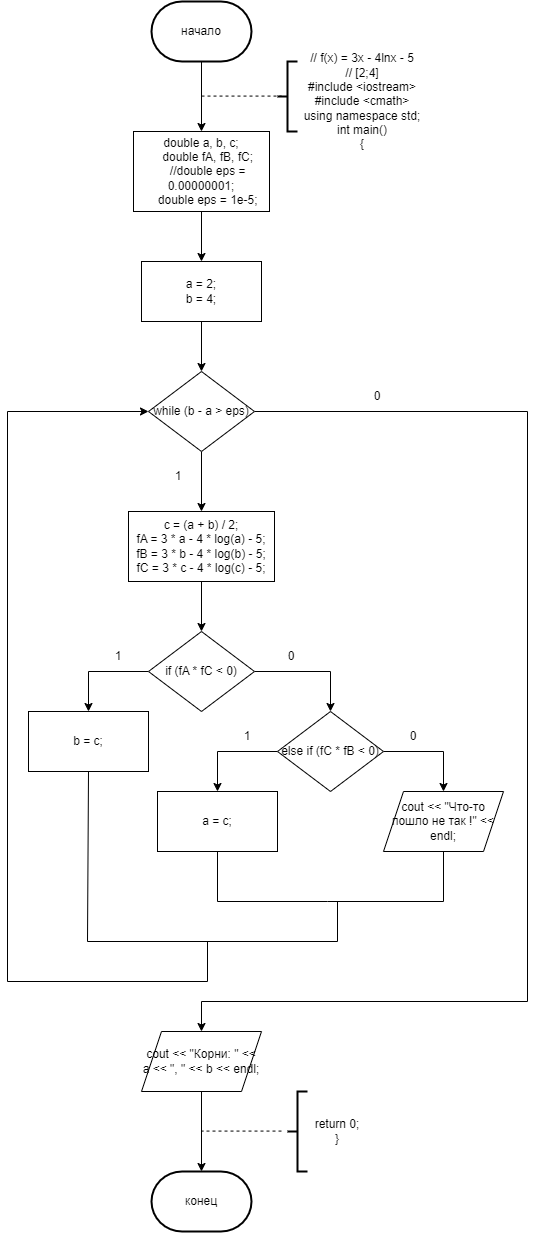 начало
// f(x) = 3x - 4lnx - 5
// [2;4]
#include <iostream>
#include <cmath>
using namespace std;
int main()
{
double a, b, c;
double fA, fB, fC;
//double eps =
0.00000001;
double eps = 1e-5;
a = 2;
b = 4;
while (b - a > eps)
0
1
c = (a + b) / 2;
fA = 3 * a - 4 * log(a) - 5;
fB = 3 * b - 4 * log(b) - 5;
fC = 3 * c - 4 * log(c) - 5;
if (fA * fC < 0)
1
0
b = c;
else if (fC * fB < 0)
1
0
a = c;
cout << "Что-то
пошло не так !" <<
endl;
cout << "Корни: " <<
a << ", " << b << endl;
return 0;
}
конец